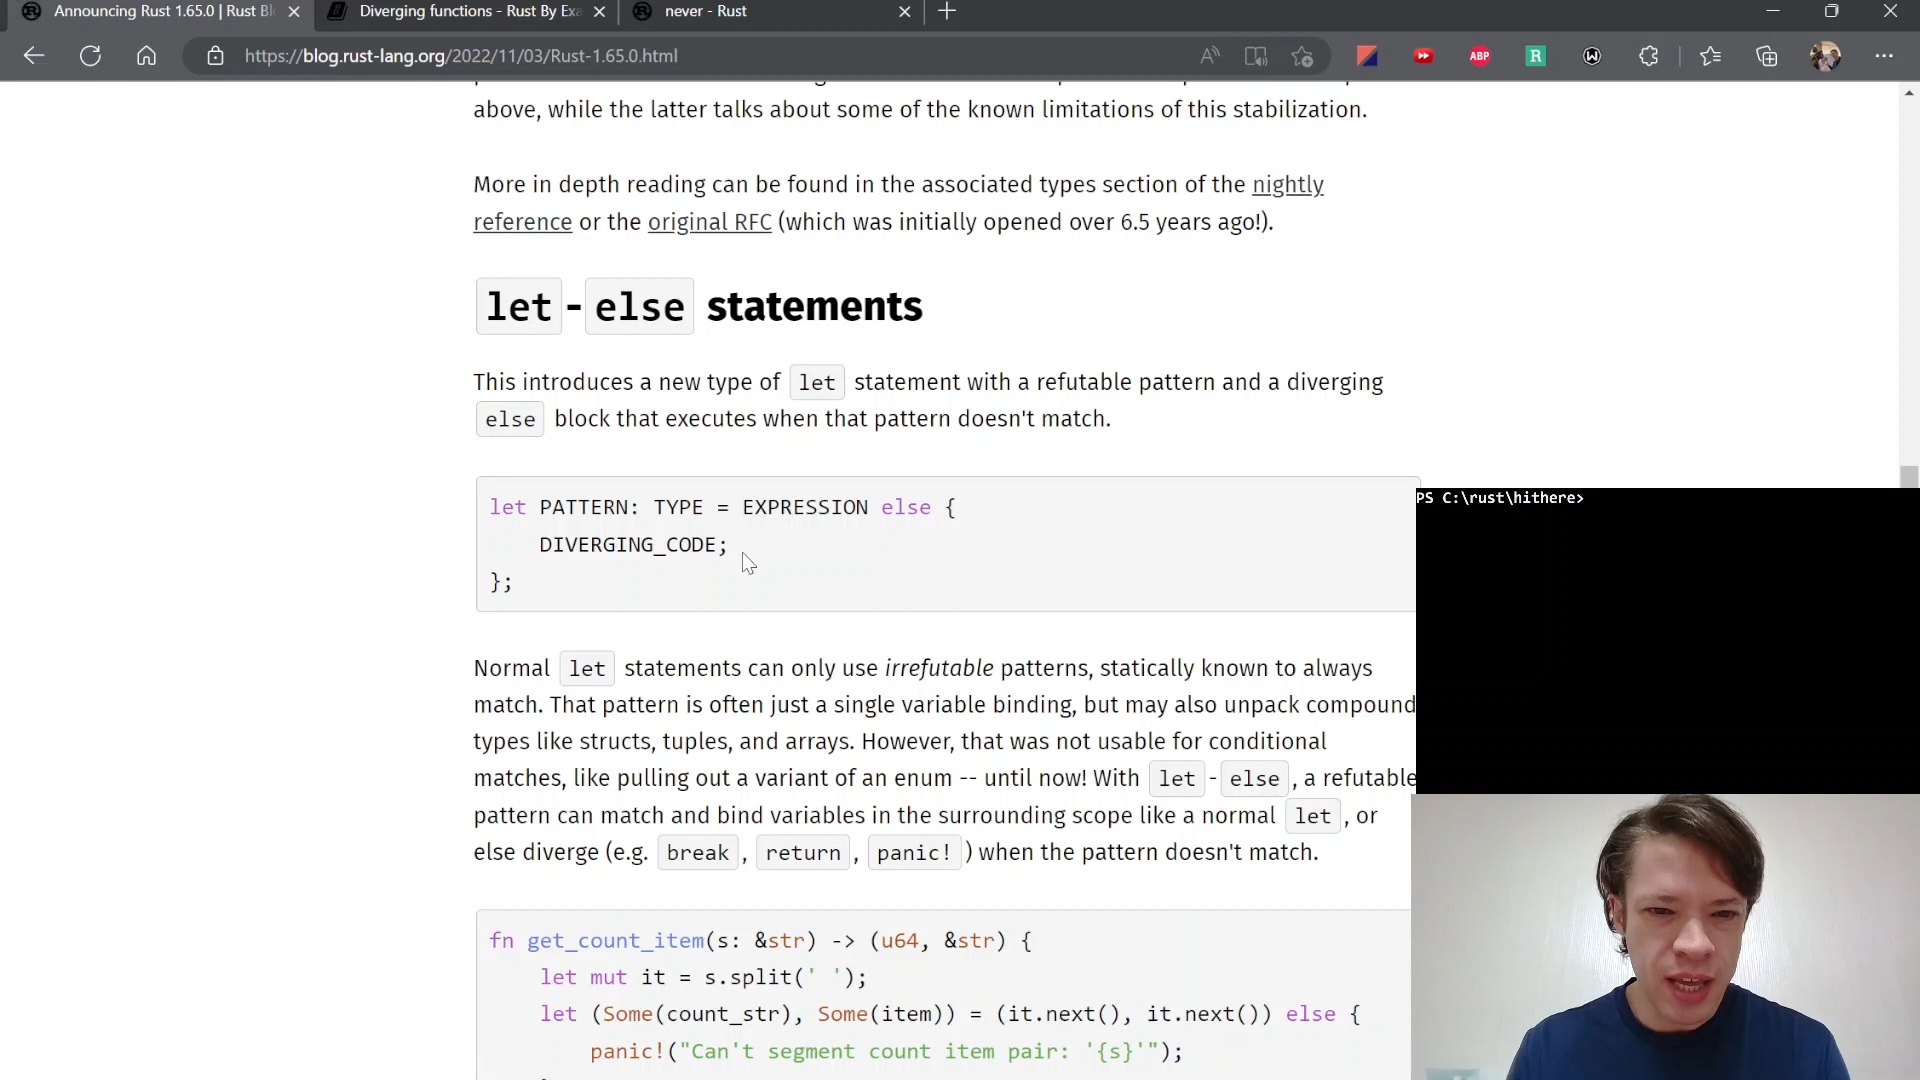 Announcing Rust 1.65.0 | Rust Bl
Diverging functions - Rust By Exa
never - Rust
https://blog.rust-lang.org/2022/11/03/Rust-1.65.0.html
ABP
R
above, while the latter talks about some of the known limitations of this stabilization.
More in depth reading can be found in the associated types section of the nightly
reference or the original RFC (which was initially opened over 6.5 years ago!).
let-else statements
This introduces a new type of let statement with a refutable pattern and a diverging
else block that executes when that pattern doesn't match.
let PATTERN: TYPE = EXPRESSION else {
DIVERGING_CODE;
};
PS C:\rust\hithere>
Normal let statements can only use irrefutable patterns, statically known to always
match. That pattern is often just a single variable binding, but may also unpack compound
types like structs, tuples, and arrays. However, that was not usable for conditional
matches, like pulling out a variant of an enum -- until now! With let-else, a refutable
pattern can match and bind variables in the surrounding scope like a normal let, or
else diverge (e.g. break, return, panic!) when the pattern doesn't match.
fn get_count_item(s: &str) -> (u64, &str) {
let mut it = s.split(' ');
let (Some(count_str), Some(item)) = (it.next(), it.next()) else {
panic!("Can't segment count item pair: '{s}'");